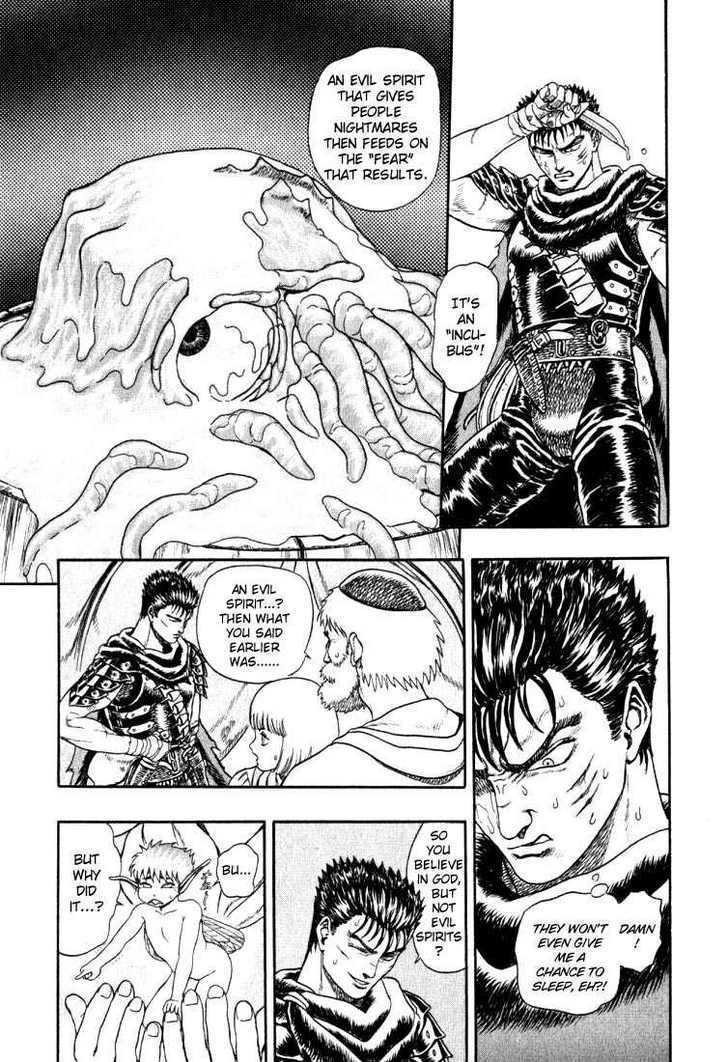 IT'S
AN
"INCU-
BUS"!
AN EVIL SPIRIT
THAT GIVES
PEOPLE
NIGHTMARES
THEN FEEDS ON
THE "FEAR"
THAT RESULTS.
DAMN
!
THEY WON'T
EVEN GIVE
ME A
CHANCE TO
SLEEP, EH?!
AN EVIL
SPIRIT...?
THEN WHAT
YOU SAID
EARLIER
WAS......
SO
YOU
BELIEVE
IN GOD,
BUT NOT
EVIL
SPIRITS
?
BU...
BUT
WHY
DID
IT...?